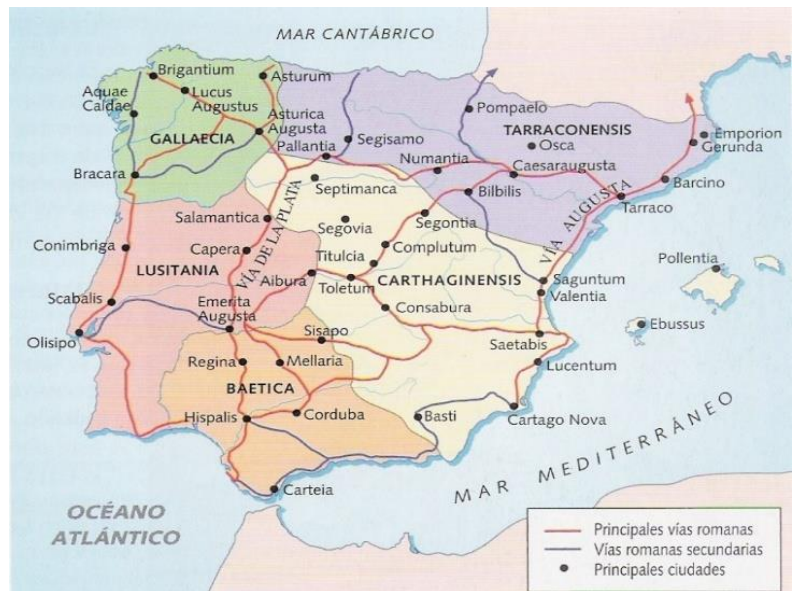 MAR CANTÁBRICO
Brigantium
Asturum
Aquae
Caldae
Lucus
Augustus
Pompaelo
Asturica
Augusta
TARRACONENSIS
Emporion
GALLAECIA
Segisamo
Osca
Gerunda
Pallantia
Numantia
Caesaraugusta
Bracara
Septimanca
Bilbilis
Barcino
Tarraco
VÍA AUGUSTA
Salamantica
VÍA DE LA PLATA
Segovia
Segontia
Conimbriga
Capera
Complutum
Titulcia
Pollentia
LUSITANIA
Aibura
Toletum
CARTHAGINENSIS
Saguntum
Valentia
Scabalis
Emerita
Augusta
Consabura
Ebussus
Olisipo
Sisapo
Saetabis
Regina
Mellaria
Lucentum
BAETICA
Hispalis
Corduba
Basti
Cartago Nova
MAR MEDITERRÁNEO
Carteia
OCÉANO
ATLÁNTICO
Principales vías romanas
Vías romanas secundarias
Principales ciudades